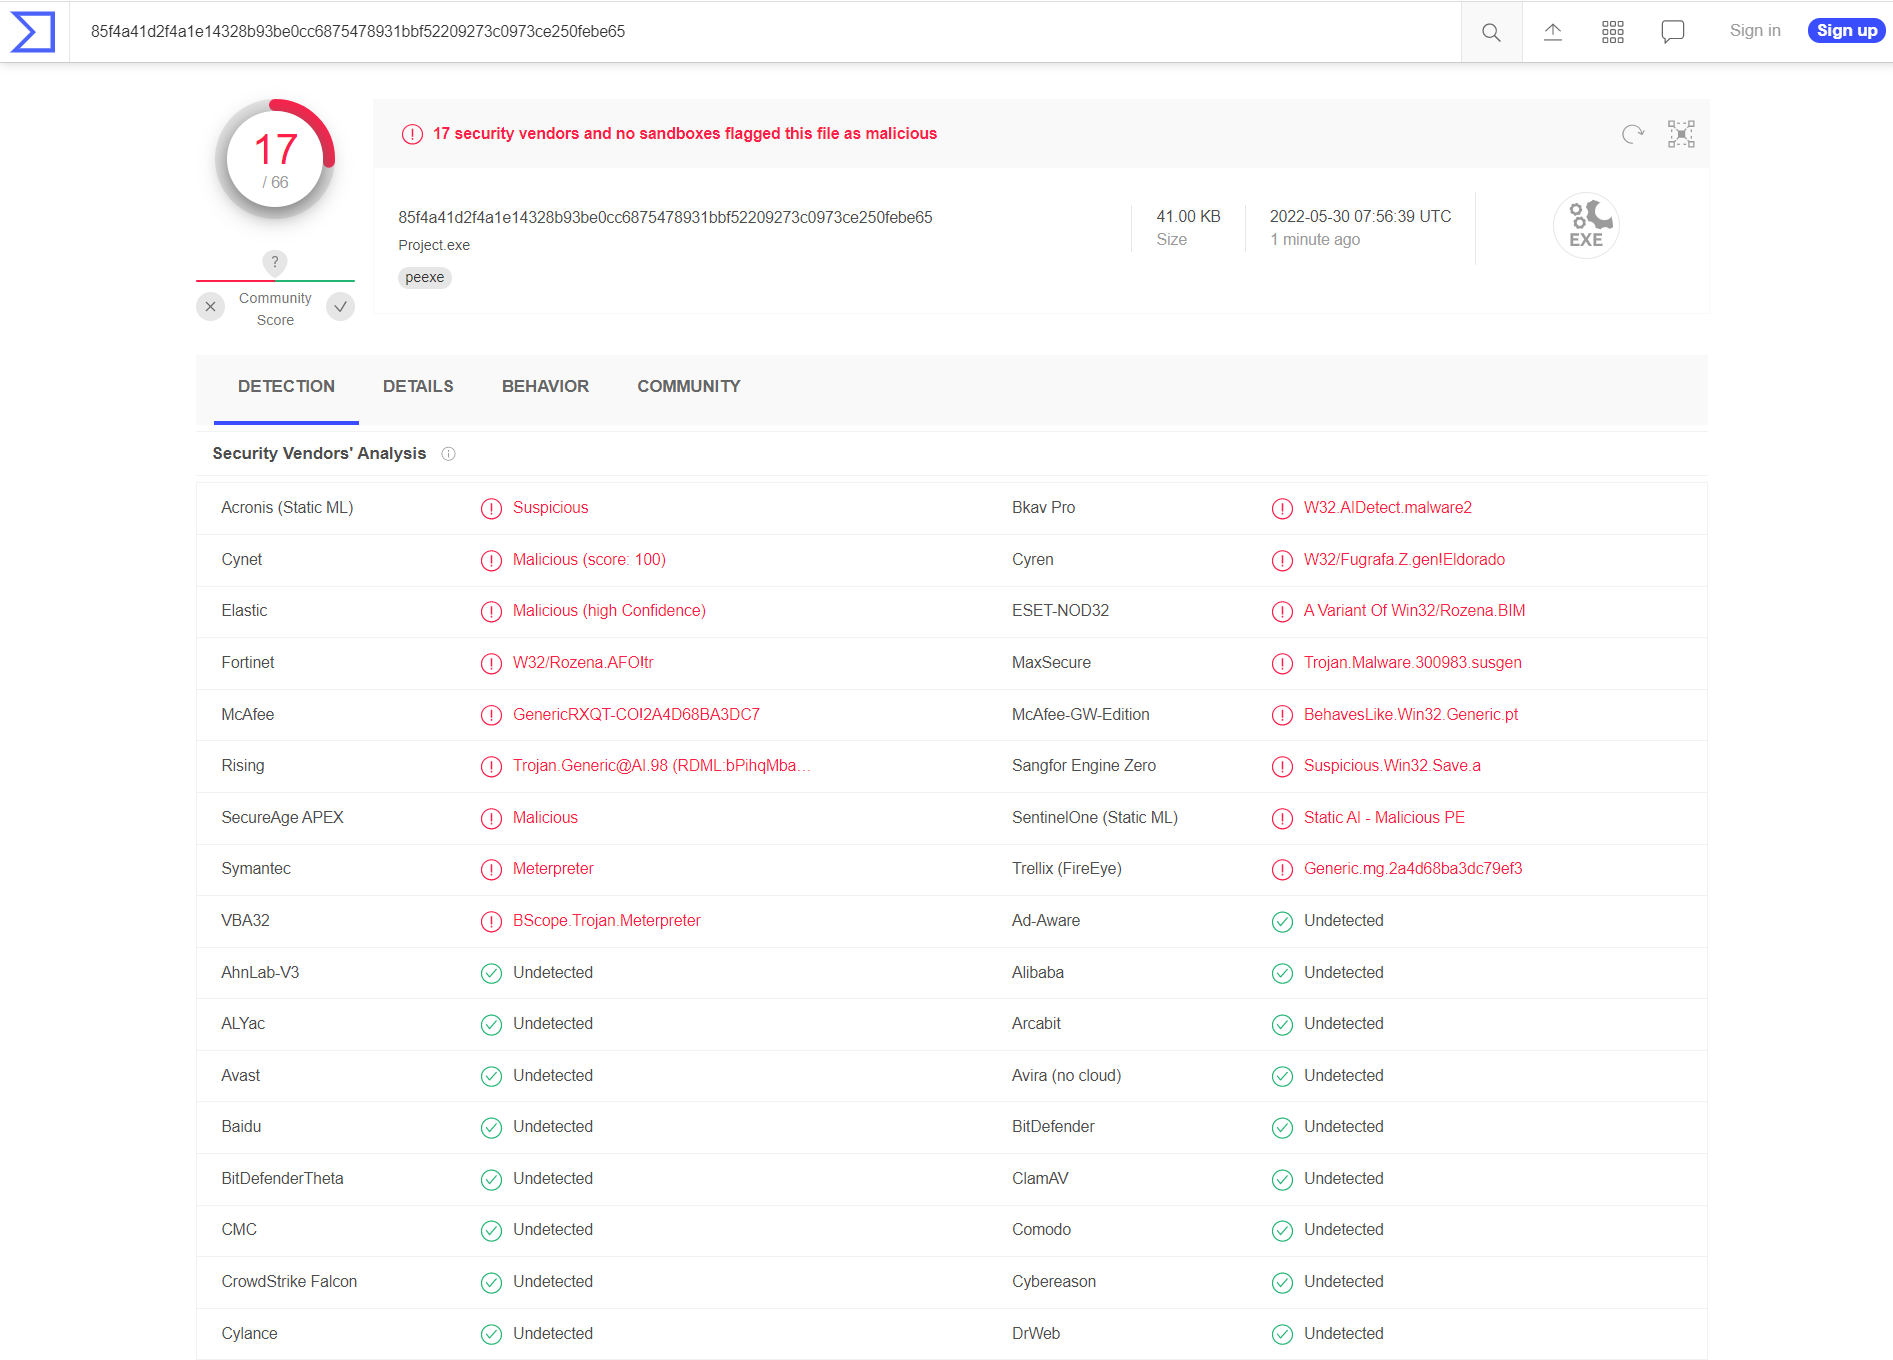 85f4a41d2f4a1e14328b93be0cc6875478931bbf52209273c0973ce250febe65
Sign in
Sign up
17
/ 66
17 security vendors and no sandboxes flagged this file as malicious
85f4a41d2f4a1e14328b93be0cc6875478931bbf52209273c0973ce250febe65
Project.exe
peexe
41.00 KB
Size
2022-05-30 07:56:39 UTC
1 minute ago
EXE
?
Community
Score
DETECTION DETAILS BEHAVIOR COMMUNITY
Security Vendors' Analysis
Acronis (Static ML) Suspicious Bkav Pro W32.AIDetect.malware2
Cynet Malicious (score: 100) Cyren W32/Fugrafa.Z.gen!Eldorado
Elastic Malicious (high Confidence) ESET-NOD32 A Variant Of Win32/Rozena.BIM
Fortinet W32/Rozena.AFO!tr MaxSecure Trojan.Malware.300983.susgen
McAfee GenericRXQT-CO!2A4D68BA3DC7 McAfee-GW-Edition BehavesLike.Win32.Generic.pt
Rising Trojan.Generic@AI.98 (RDML:bPihqMba… Sangfor Engine Zero Suspicious.Win32.Save.a
SecureAge APEX Malicious SentinelOne (Static ML) Static AI - Malicious PE
Symantec Meterpreter Trellix (FireEye) Generic.mg.2a4d68ba3dc79ef3
VBA32 BScope.Trojan.Meterpreter Ad-Aware Undetected
AhnLab-V3 Undetected Alibaba Undetected
ALYac Undetected Arcabit Undetected
Avast Undetected Avira (no cloud) Undetected
Baidu Undetected BitDefender Undetected
BitDefenderTheta Undetected ClamAV Undetected
CMC Undetected Comodo Undetected
CrowdStrike Falcon Undetected Cybereason Undetected
Cylance Undetected DrWeb Undetected